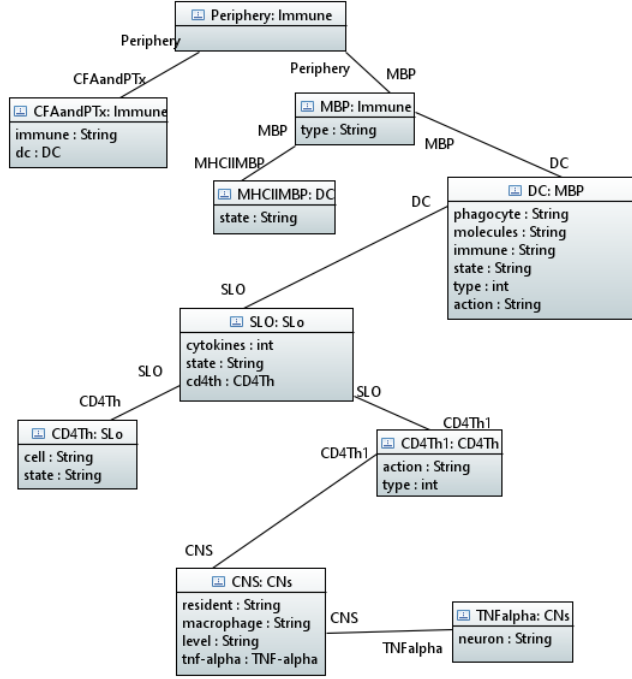 Periphery: Immune
Periphery
Periphery
MBP
CFAandPTx
CFAandPTx: Immune
immune : String
dc : DC
MBP: Immune
type : String
MBP
MBP
MHCIIMBP
DC
MHCIIMBP: DC
state : String
DC
DC: MBP
phagocyte : String
molecules : String
immune : String
state : String
type : int
action : String
SLO
SLO: SLo
cytokines : int
state : String
cd4th : CD4Th
SLO
SLO
CD4Th
CD4Th1
CD4Th: SLo
cell : String
state : String
CD4Th1
CD4Th1: CD4Th
action : String
type : int
CNS
CNS: CNs
resident : String
macrophage : String
level : String
tnf-alpha : TNF-alpha
CNS
TNFalpha
TNFalpha: CNs
neuron : String